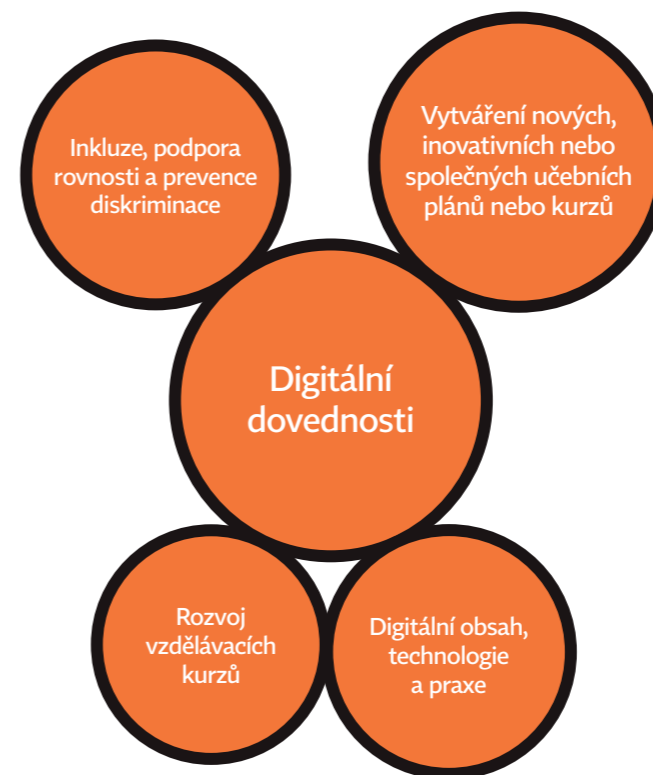 Inkluze, podpora
rovnosti a prevence
diskriminace
Vytváření nových,
inovativních nebo
společných učebních
plánů nebo kurzů
Digitální
dovednosti
Rozvoj
vzdělávacích
kurzů
Digitální obsah,
technologie
a praxe